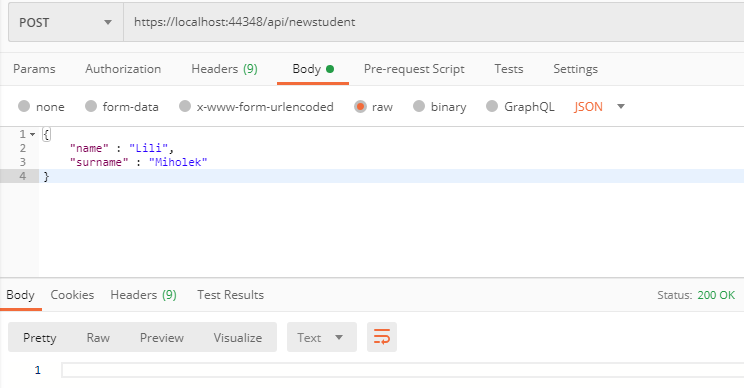 POST https://localhost:44348/api/newstudent
Params Authorization Headers (9) Body Pre-request Script Tests Settings
none form-data x-www-form-urlencoded raw binary GraphQL JSON
1 {
2 "name" : "Lili",
3 "surname" : "Miholek"
4 }
Body Cookies Headers (9) Test Results Status: 200 OK
Pretty Raw Preview Visualize Text
1